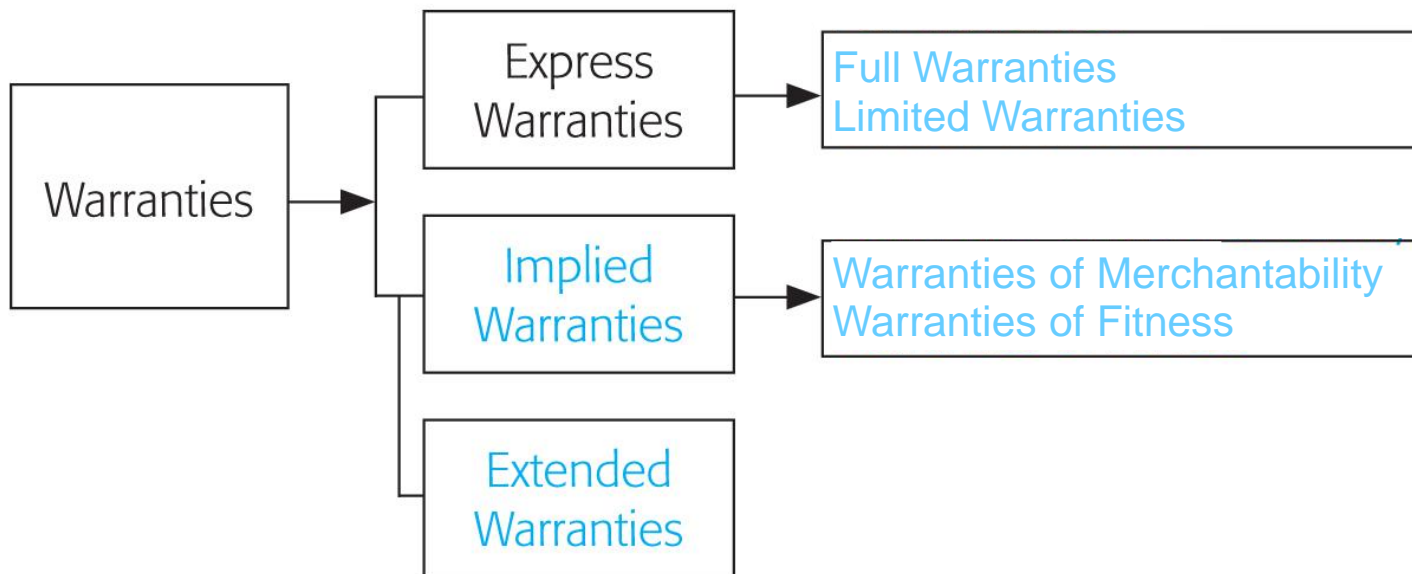 Warranties
Express
Warranties
Full Warranties
Limited Warranties
Implied
Warranties
Warranties of Merchantability
Warranties of Fitness
Extended
Warranties